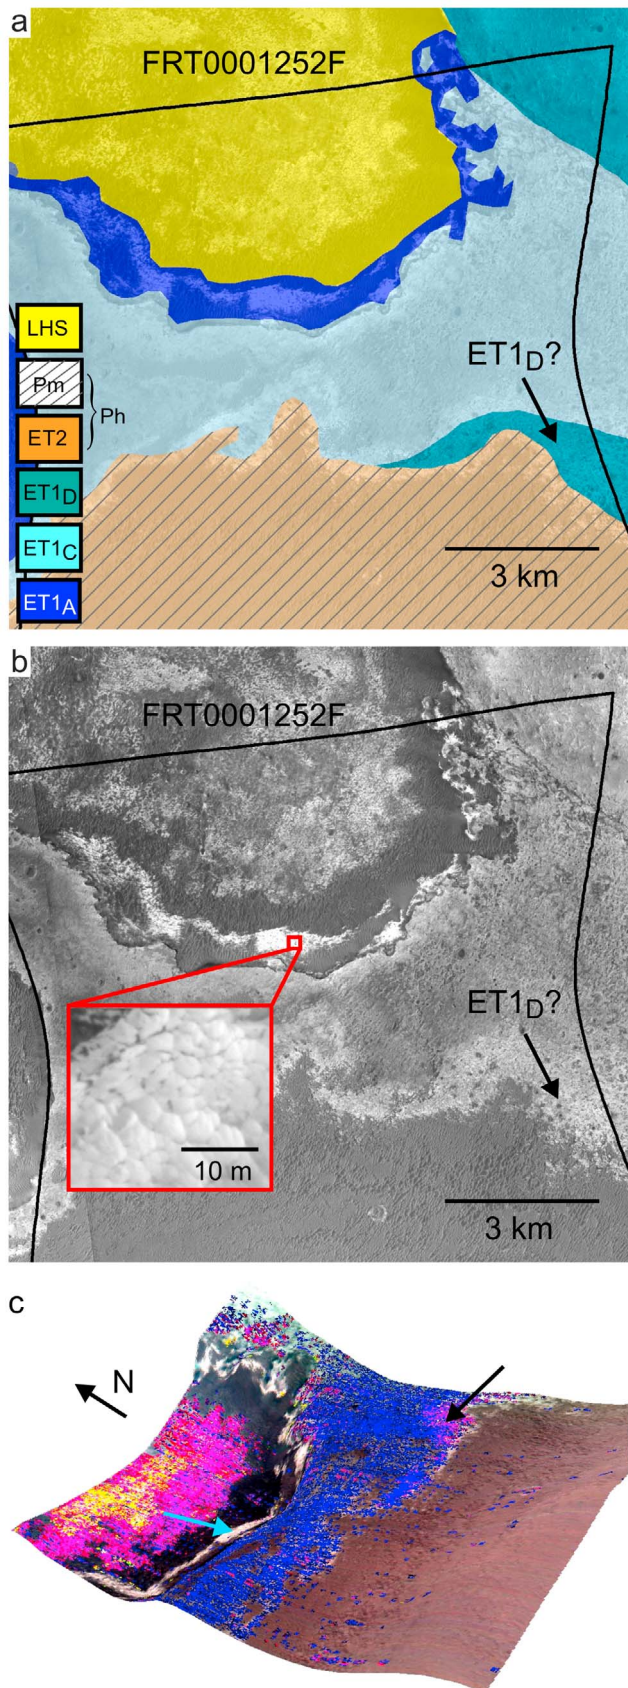 a
FRT0001252F
ET1D?
LHS
Pm
Ph
ET2
ET1D
ET1C
ET1A
3 km
b
FRT0001252F
ET1D?
10 m
3 km
c
N